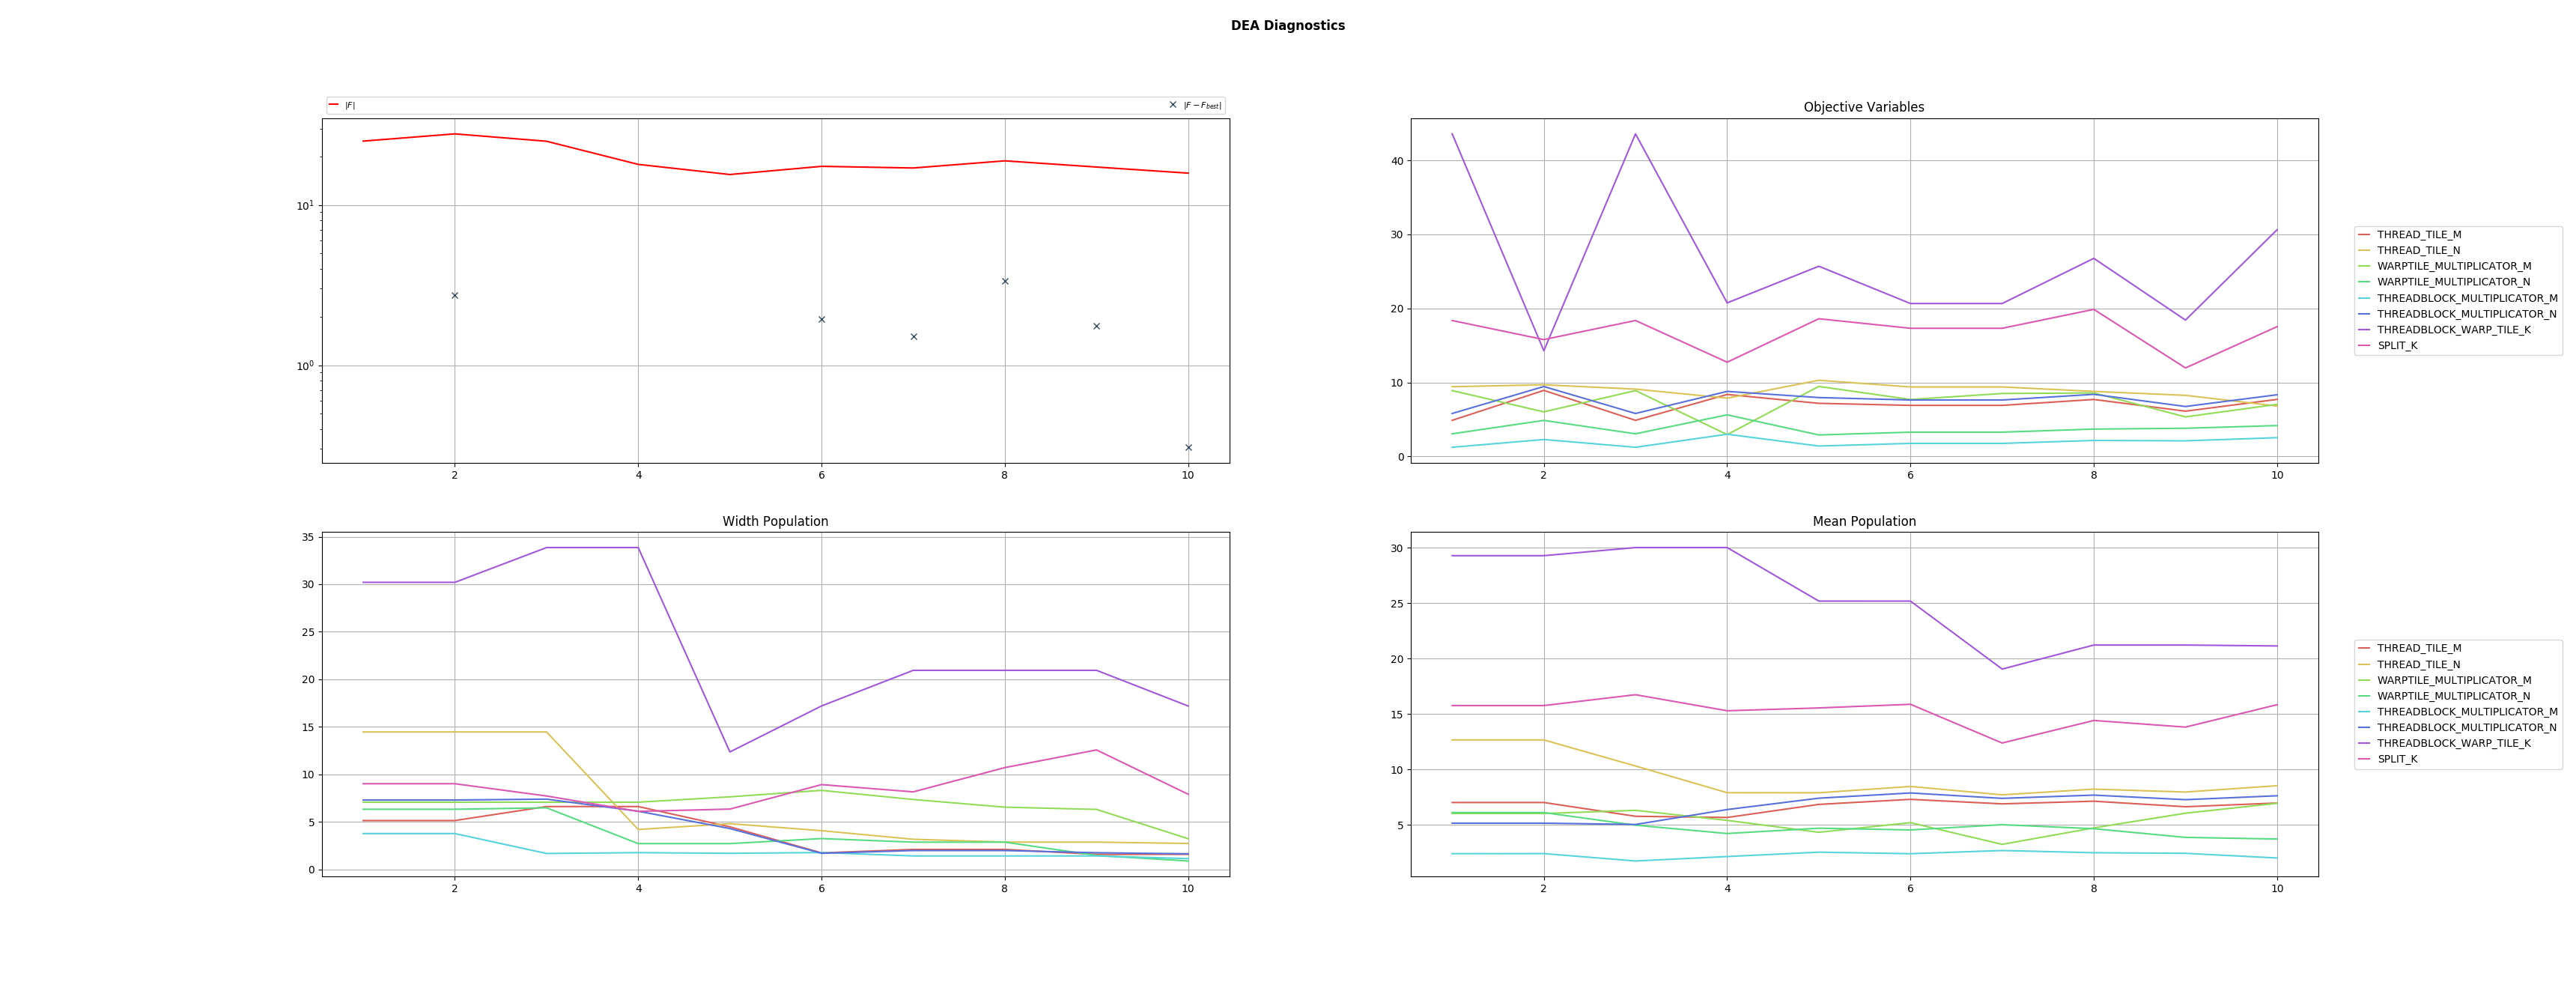 DEA Diagnostics
|F|
|F − F_best|
10^1
10^0
2 4 6 8 10
Objective Variables
40
30
20
10
0
2 4 6 8 10
THREAD_TILE_M
THREAD_TILE_N
WARPTILE_MULTIPLICATOR_M
WARPTILE_MULTIPLICATOR_N
THREADBLOCK_MULTIPLICATOR_M
THREADBLOCK_MULTIPLICATOR_N
THREADBLOCK_WARP_TILE_K
SPLIT_K
Width Population
35
30
25
20
15
10
5
0
2 4 6 8 10
Mean Population
30
25
20
15
10
5
2 4 6 8 10
THREAD_TILE_M
THREAD_TILE_N
WARPTILE_MULTIPLICATOR_M
WARPTILE_MULTIPLICATOR_N
THREADBLOCK_MULTIPLICATOR_M
THREADBLOCK_MULTIPLICATOR_N
THREADBLOCK_WARP_TILE_K
SPLIT_K